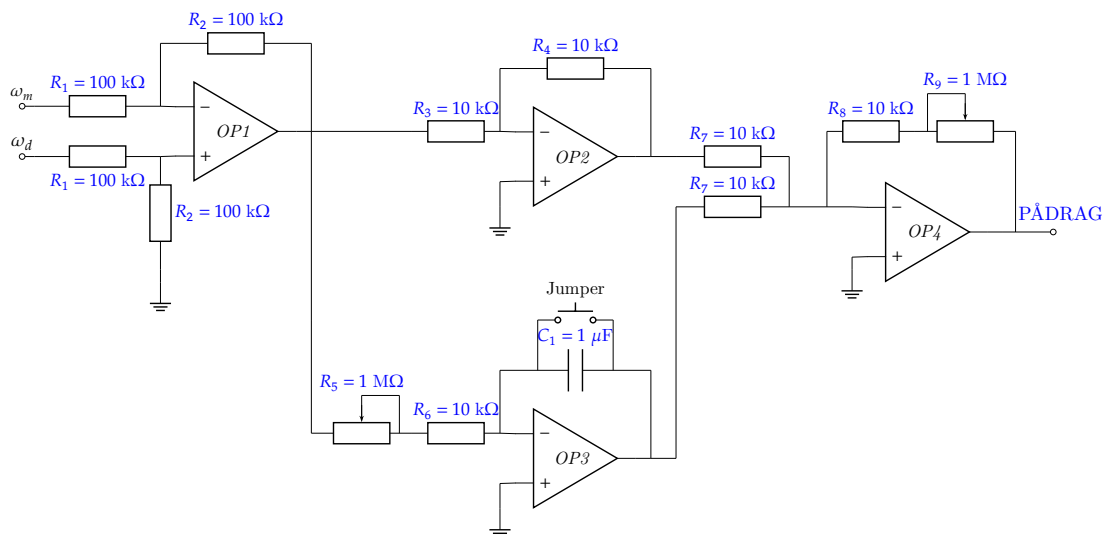 R₂ = 100 kΩ
R₁ = 100 kΩ
ωₘ
−
OP1
ω_d
+
R₁ = 100 kΩ
R₂ = 100 kΩ
R₄ = 10 kΩ
R₃ = 10 kΩ
−
OP2
+
R₇ = 10 kΩ
R₇ = 10 kΩ
R₉ = 1 MΩ
R₈ = 10 kΩ
−
OP4
+
PÅDRAG
Jumper
C₁ = 1 μF
R₅ = 1 MΩ
R₆ = 10 kΩ
−
OP3
+